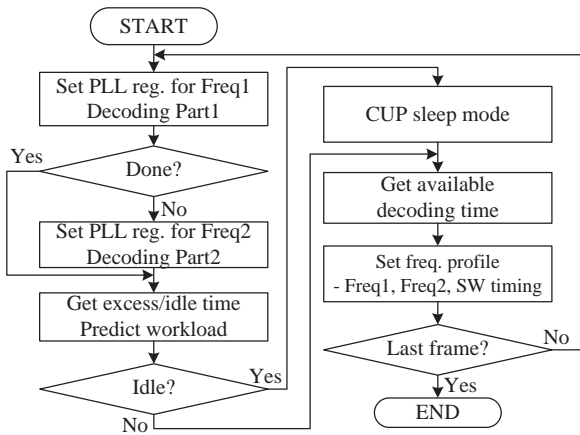 START
Set PLL reg. for Freq1
Decoding Part1
Yes
Done?
No
Set PLL reg. for Freq2
Decoding Part2
Get excess/idle time
Predict workload
Idle?
Yes
No
CUP sleep mode
Get available
decoding time
Set freq. profile
- Freq1, Freq2, SW timing
Last frame?
No
Yes
END